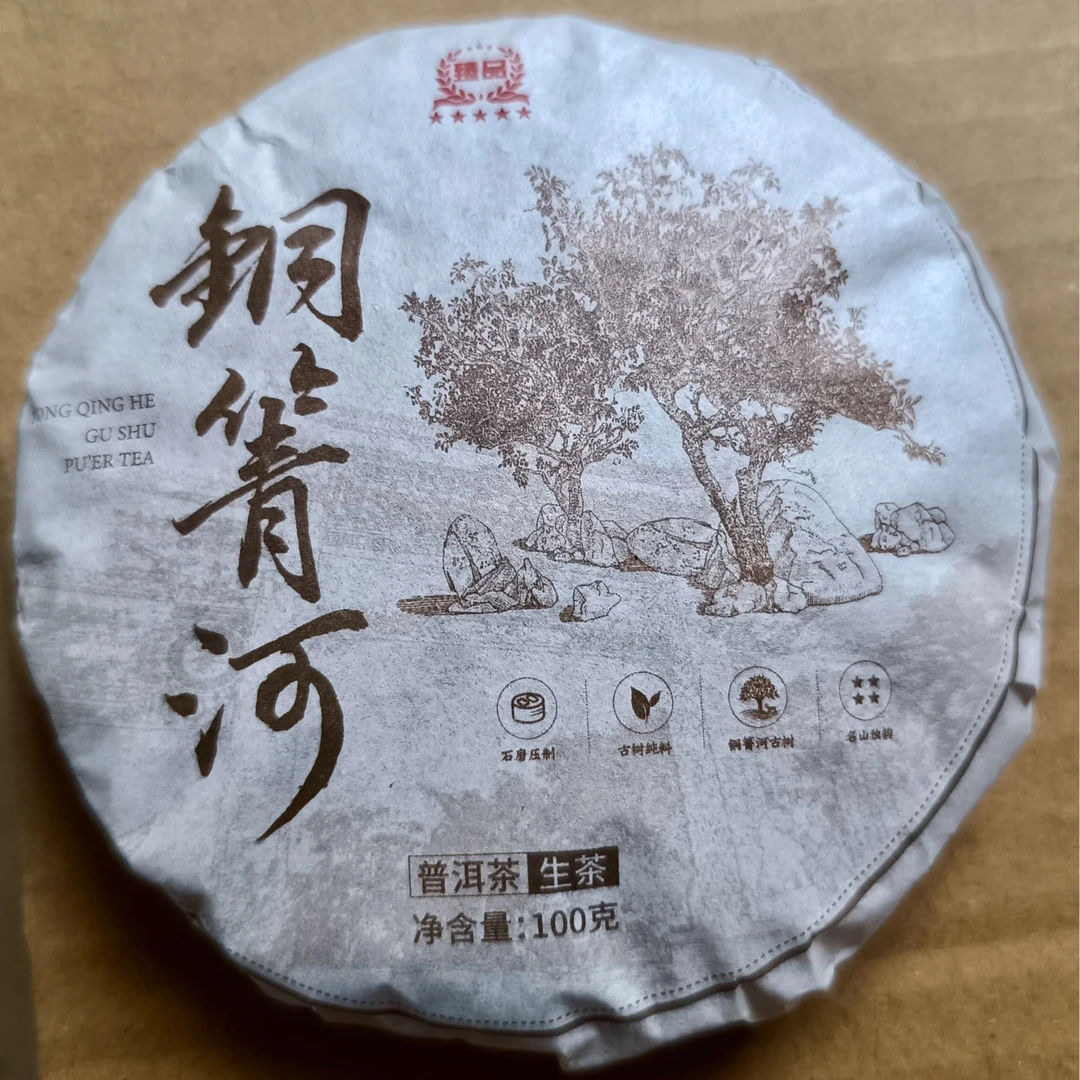 臻品
銅箐河
ONG QING HE
GU SHU
PU'ER TEA
石磨压制
古树纯料
铜箐河古树
名山独韵
普洱茶 生茶
净含量:100克